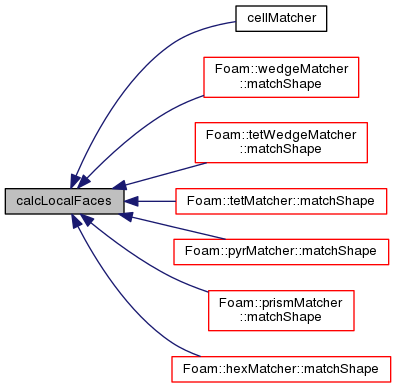 cellMatcher
Foam::wedgeMatcher
::matchShape
Foam::tetWedgeMatcher
::matchShape
calcLocalFaces
Foam::tetMatcher::matchShape
Foam::pyrMatcher::matchShape
Foam::prismMatcher
::matchShape
Foam::hexMatcher::matchShape